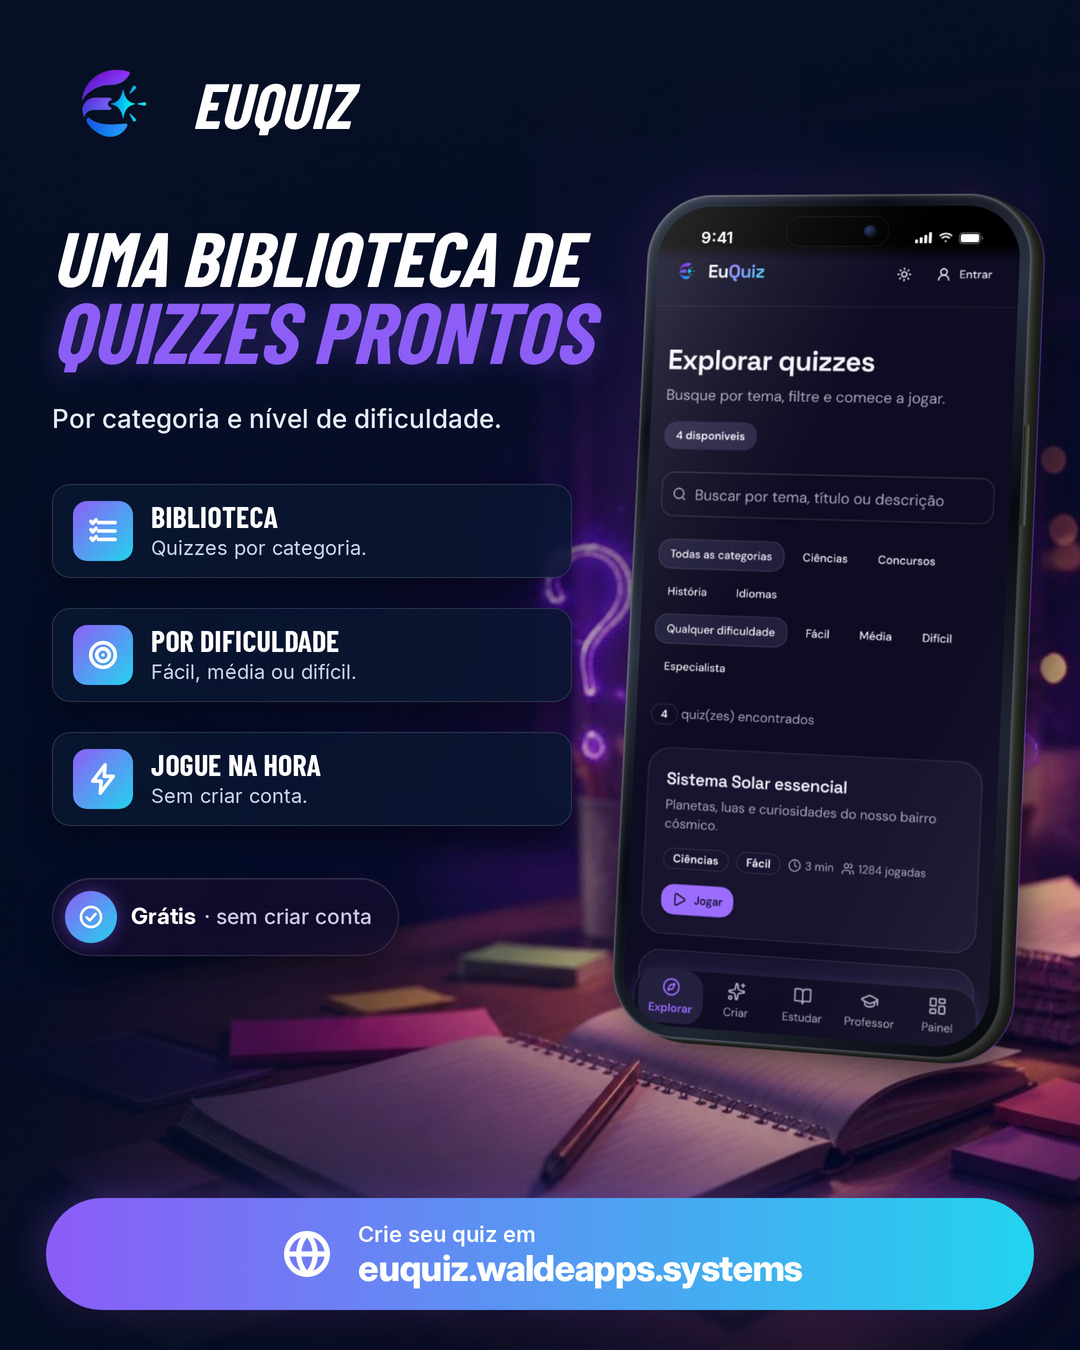 EUQUIZ
UMA BIBLIOTECA DE
QUIZZES PRONTOS
Por categoria e nível de dificuldade.
BIBLIOTECA
Quizzes por categoria.
POR DIFICULDADE
Fácil, média ou difícil.
JOGUE NA HORA
Sem criar conta.
Grátis · sem criar conta
9:41
EuQuiz
Entrar
Explorar quizzes
Busque por tema, filtre e comece a jogar.
4 disponíveis
Buscar por tema, título ou descrição
Todas as categorias Ciências Concursos
História Idiomas
Qualquer dificuldade Fácil Média Difícil
Especialista
4 quiz(zes) encontrados
Sistema Solar essencial
Planetas, luas e curiosidades do nosso bairro
cósmico.
Ciências Fácil 3 min 1284 jogadas
Jogar
Explorar Criar Estudar Professor Painel
Crie seu quiz em
euquiz.waldeapps.systems